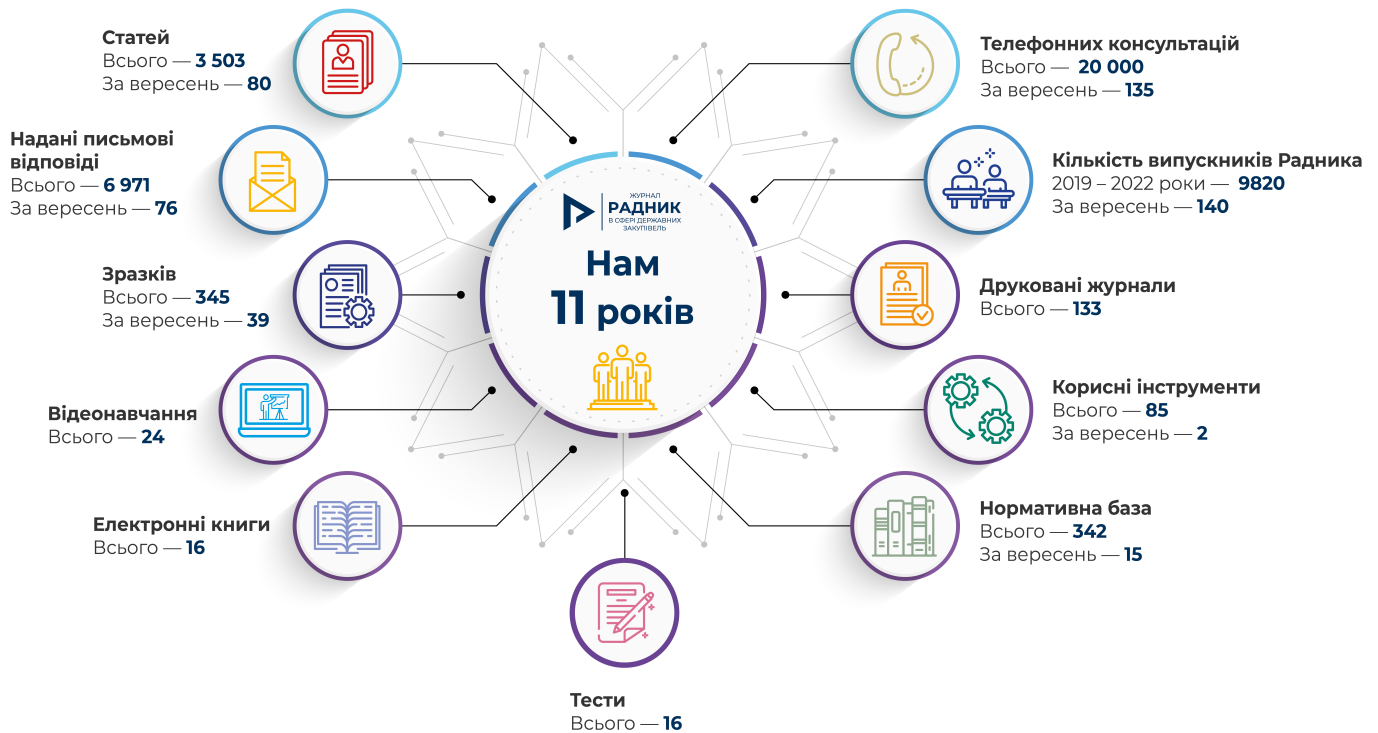 Статей
Всього — 3 503
За вересень — 80
Надані письмові
відповіді
Всього — 6 971
За вересень — 76
Зразків
Всього — 345
За вересень — 39
Відеонавчання
Всього — 24
Електронні книги
Всього — 16
ЖУРНАЛ
РАДНИК
В СФЕРІ ДЕРЖАВНИХ
ЗАКУПІВЕЛЬ
Нам
11 років
Тести
Всього — 16
Телефонних консультацій
Всього — 20 000
За вересень — 135
Кількість випускників Радника
2019 – 2022 роки — 9820
За вересень — 140
Друковані журнали
Всього — 133
Корисні інструменти
Всього — 85
За вересень — 2
Нормативна база
Всього — 342
За вересень — 15